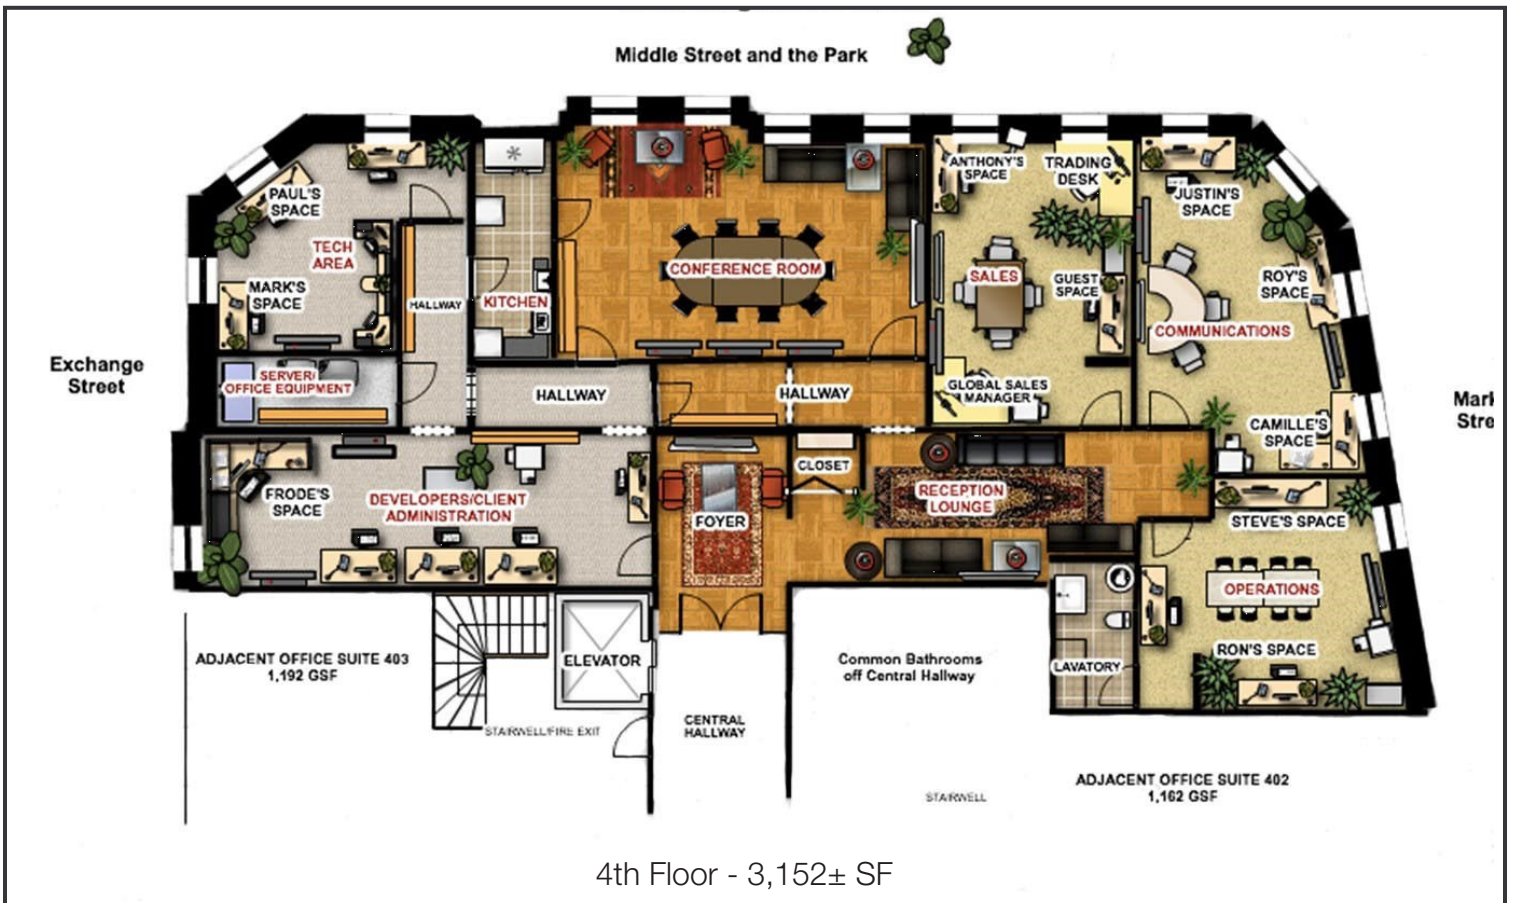 Middle Street and the Park
PAUL'S
SPACE
TECH
AREA
MARK'S
SPACE
HALLWAY
KITCHEN
CONFERENCE ROOM
ANTHONY'S
SPACE
TRADING
DESK
SALES
GUEST
SPACE
JUSTIN'S
SPACE
ROY'S
SPACE
COMMUNICATIONS
Exchange
Street
SERVER/
OFFICE EQUIPMENT
HALLWAY
HALLWAY
GLOBAL SALES
MANAGER
CAMILLE'S
SPACE
Mark
Stre
FRODE'S
SPACE
DEVELOPERS/CLIENT
ADMINISTRATION
FOYER
CLOSET
RECEPTION
LOUNGE
STEVE'S SPACE
OPERATIONS
RON'S SPACE
ADJACENT OFFICE SUITE 403
1,192 GSF
ELEVATOR
STAIRWELL/FIRE EXIT
CENTRAL
HALLWAY
Common Bathrooms
off Central Hallway
LAVATORY
STAIRWELL
ADJACENT OFFICE SUITE 402
1,162 GSF
4th Floor - 3,152± SF